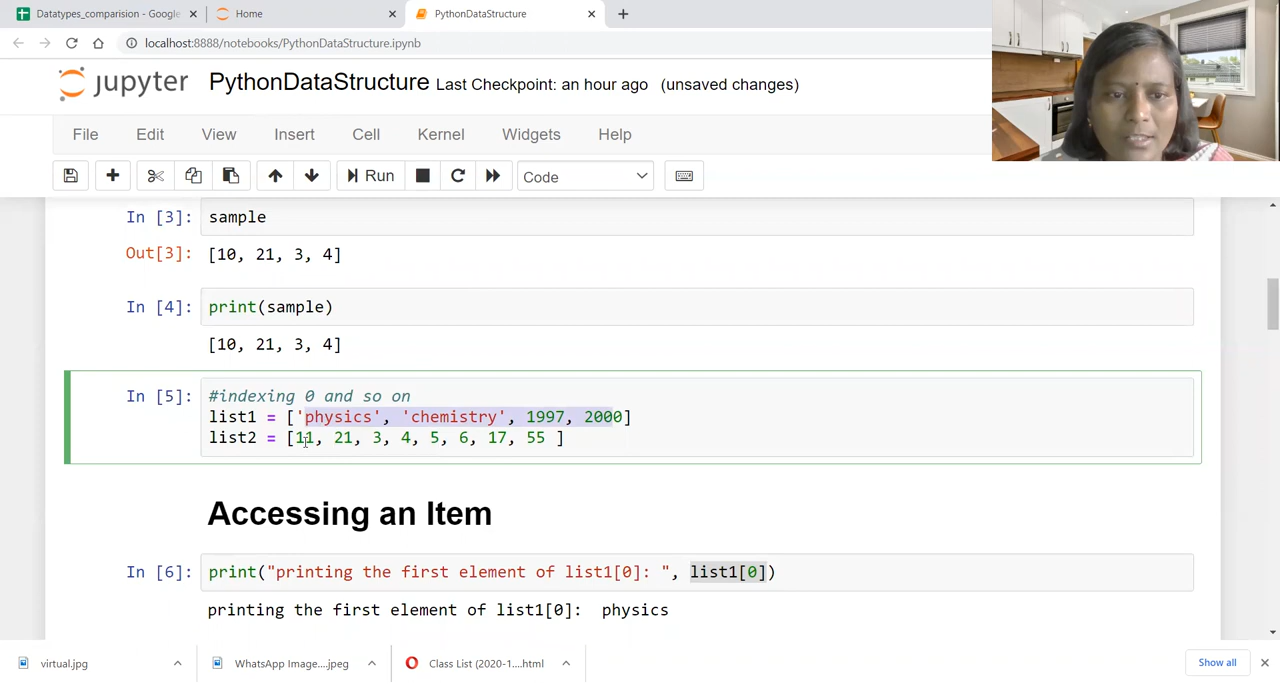 Datatypes_comparision - Google
Home
PythonDataStructure
localhost:8888/notebooks/PythonDataStructure.ipynb
jupyter PythonDataStructure Last Checkpoint: an hour ago (unsaved changes)
File Edit View Insert Cell Kernel Widgets Help
Run Code
In [3]: sample
Out[3]: [10, 21, 3, 4]
In [4]: print(sample)
[10, 21, 3, 4]
In [5]: #indexing 0 and so on
list1 = ['physics', 'chemistry', 1997, 2000]
list2 = [11, 21, 3, 4, 5, 6, 17, 55 ]
Accessing an Item
In [6]: print("printing the first element of list1[0]: ", list1[0])
printing the first element of list1[0]:  physics
virtual.jpg
WhatsApp Image....jpeg
Class List (2020-1....html
Show all